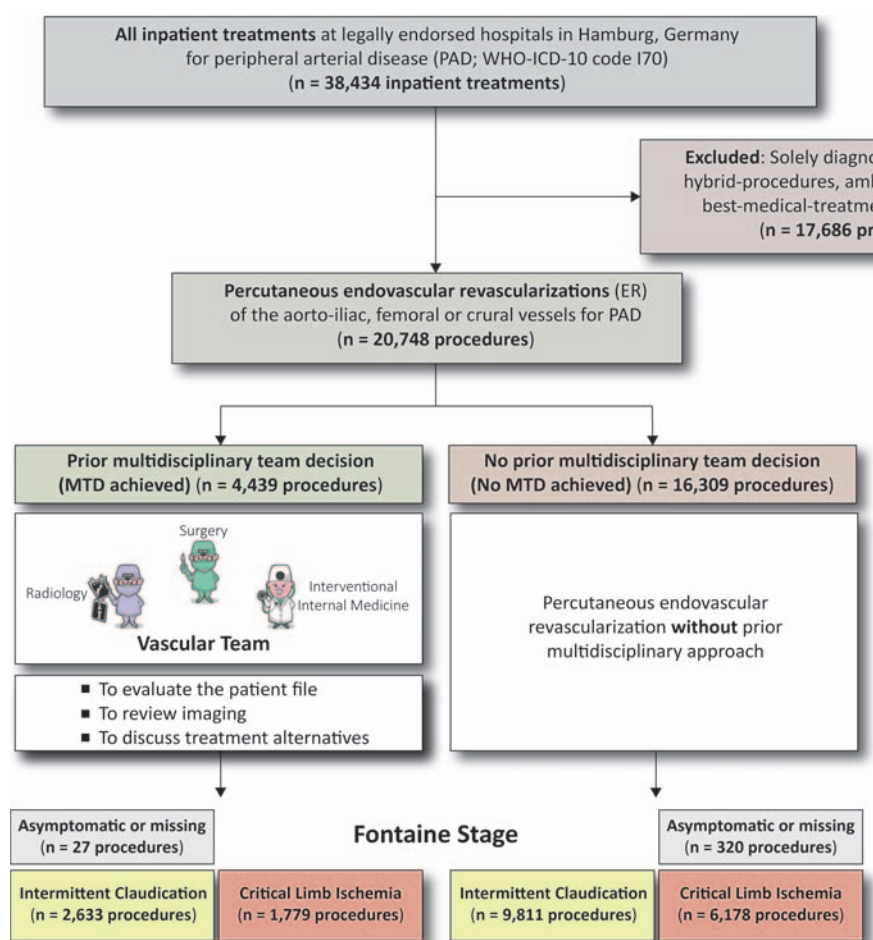 All inpatient treatments at legally endorsed hospitals in Hamburg, Germany
for peripheral arterial disease (PAD; WHO-ICD-10 code I70)
(n = 38,434 inpatient treatments)
Excluded: Solely
hybrid-procedures,
best-medical-treatment
(n = 17,686
Percutaneous endovascular revascularizations (ER)
of the aorto-iliac, femoral or crural vessels for PAD
(n = 20,748 procedures)
Prior multidisciplinary team decision
(MTD achieved) (n = 4,439 procedures)
No prior multidisciplinary team decision
(No MTD achieved) (n = 16,309 procedures)
Surgery
Radiology
Interventional
Internal Medicine
Vascular Team
Percutaneous endovascular
revascularization without prior
multidisciplinary approach
■ To evaluate the patient file
■ To review imaging
■ To discuss treatment alternatives
Asymptomatic or missing
(n = 27 procedures)
Fontaine Stage
Asymptomatic or missing
(n = 320 procedures)
Intermittent Claudication
(n = 2,633 procedures)
Critical Limb Ischemia
(n = 1,779 procedures)
Intermittent Claudication
(n = 9,811 procedures)
Critical Limb Ischemia
(n = 6,178 procedures)